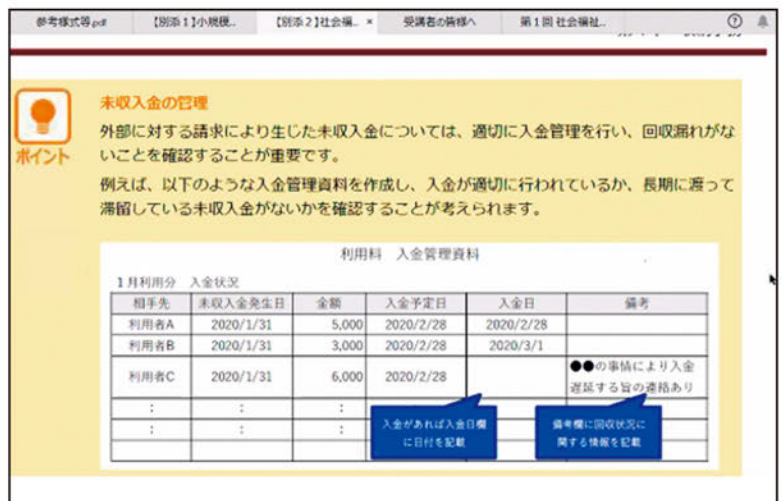 参考様式等.pdf 【別添1】小規模... 【別添2】社会福... × 受講者の皆様へ 第1回 社会福祉... ?
未収入金の管理
外部に対する請求により生じた未収入金については、適切に入金管理を行い、回収漏れがな
いことを確認することが重要です。
ポイント
例えば、以下のような入金管理資料を作成し、入金が適切に行われているか、長期に渡って
滞留している未収入金がないかを確認することが考えられます。
利用料 入金管理資料
1月利用分 入金状況
相手先 未収入金発生日 金額 入金予定日 入金日 備考
利用者A 2020/1/31 5,000 2020/2/28 2020/2/28
利用者B 2020/1/31 3,000 2020/2/28 2020/3/1
利用者C 2020/1/31 6,000 2020/2/28 ●●の事情により入金
遅延する旨の連絡あり
: : :
: : :
入金があれば入金日欄
に日付を記載
備考欄に回収状況に
関する情報を記載